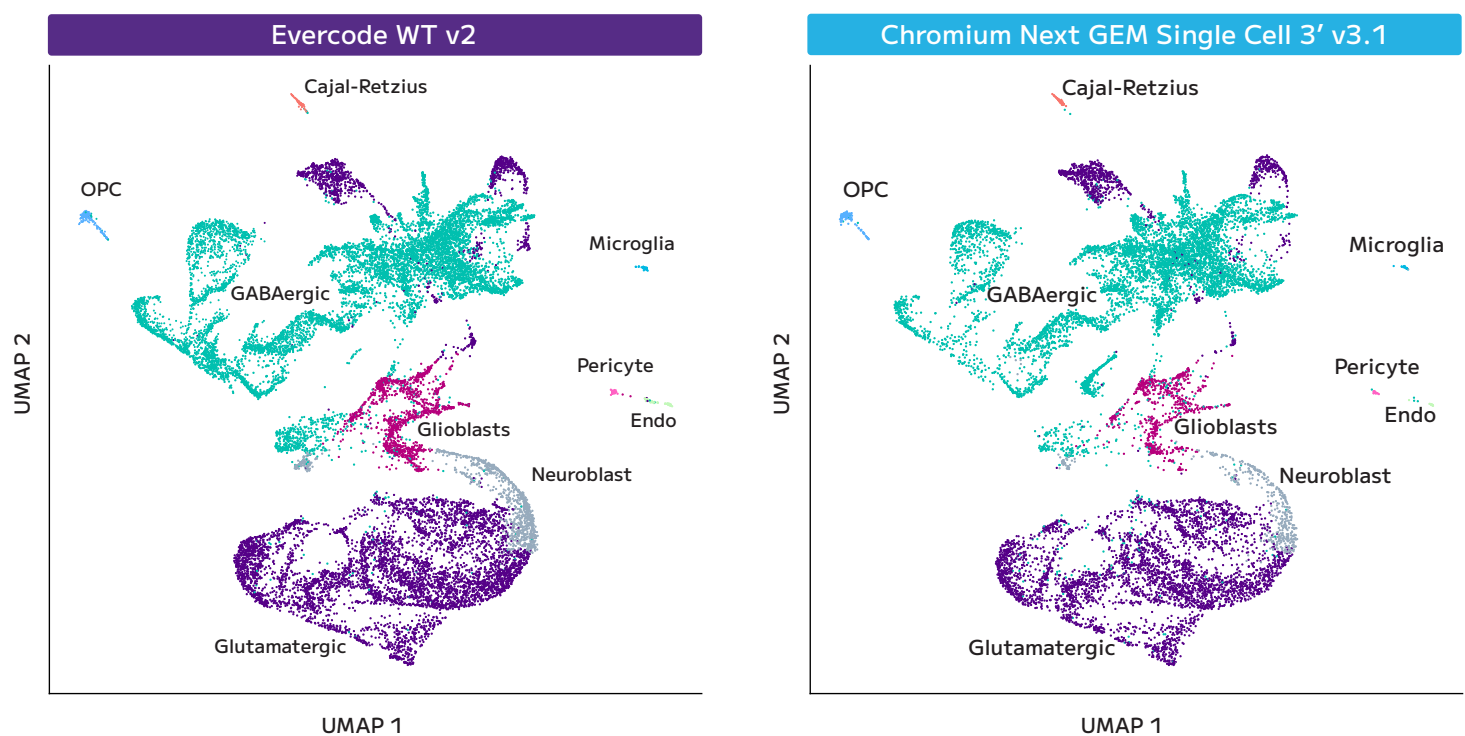 Evercode WT v2
Cajal-Retzius
OPC
Microglia
GABAergic
Pericyte
Endo
Glioblasts
Neuroblast
Glutamatergic
UMAP 2
UMAP 1
Chromium Next GEM Single Cell 3′ v3.1
Cajal-Retzius
OPC
Microglia
GABAergic
Pericyte
Endo
Glioblasts
Neuroblast
Glutamatergic
UMAP 2
UMAP 1